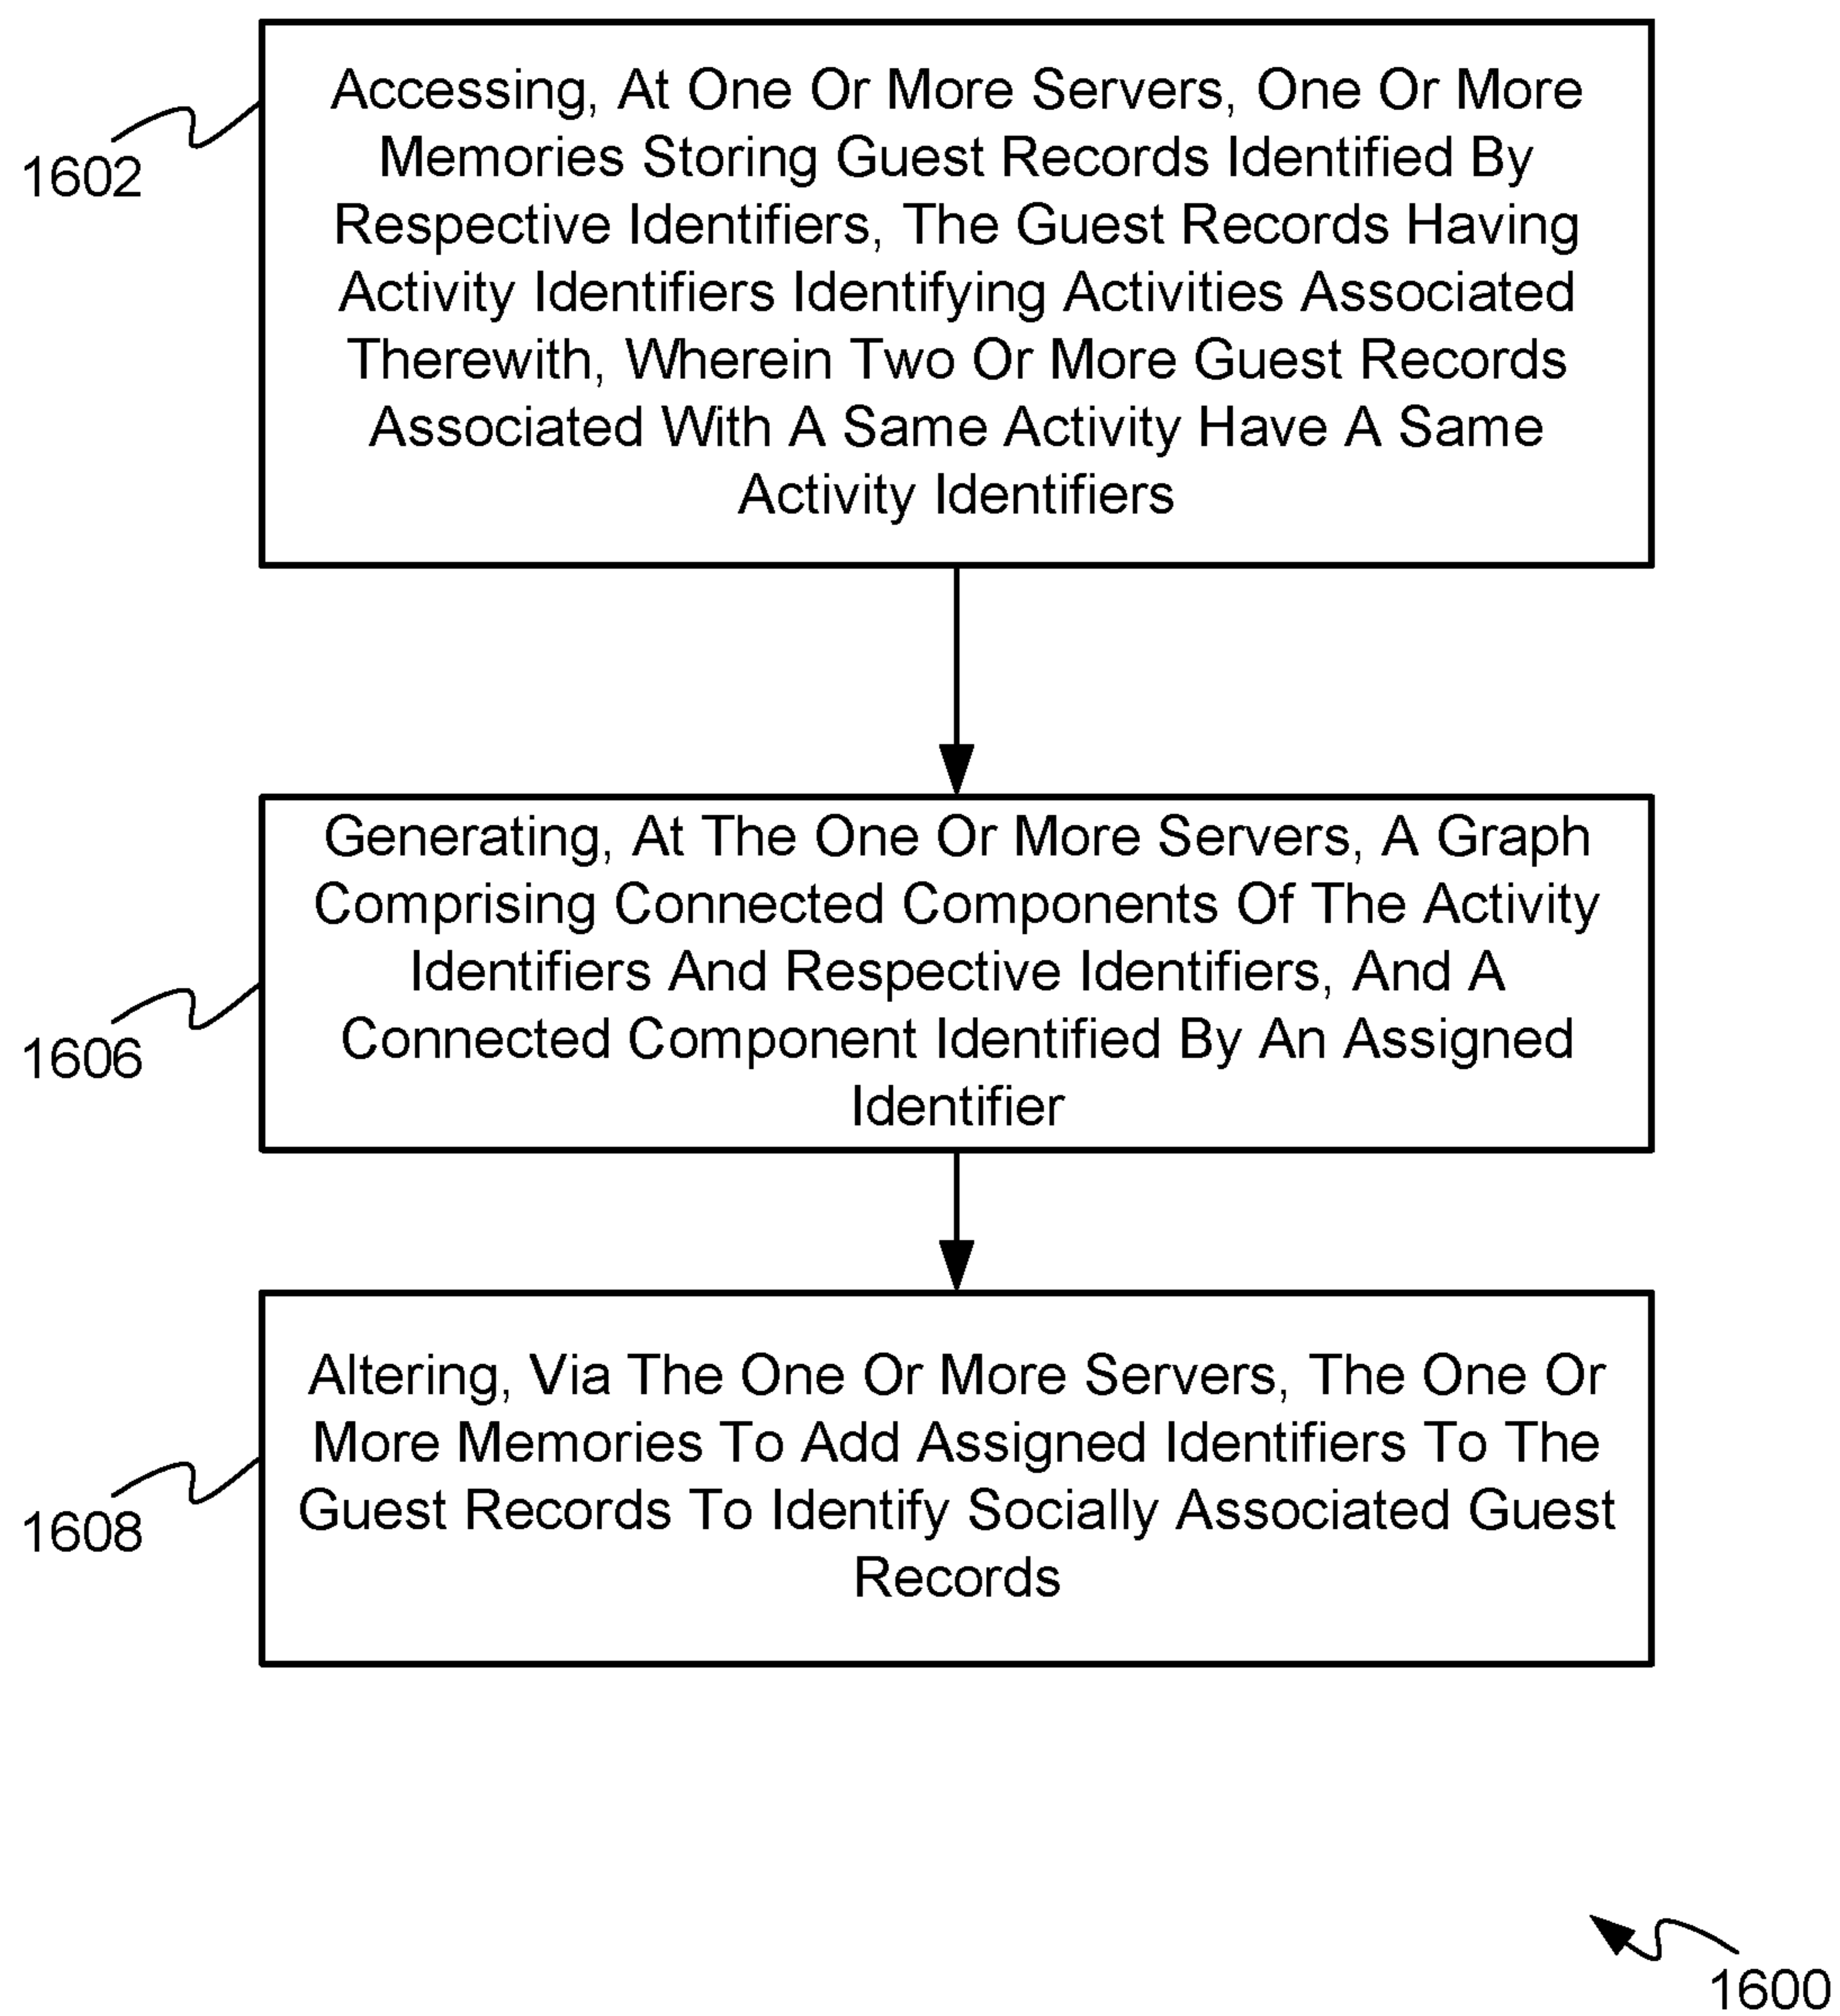 Accessing, At One Or More Servers, One Or More
Memories Storing Guest Records Identified By
Respective Identifiers, The Guest Records Having
Activity Identifiers Identifying Activities Associated
Therewith, Wherein Two Or More Guest Records
Associated With A Same Activity Have A Same
Activity Identifiers
1602
Generating, At The One Or More Servers, A Graph
Comprising Connected Components Of The Activity
Identifiers And Respective Identifiers, And A
Connected Component Identified By An Assigned
Identifier
1606
Altering, Via The One Or More Servers, The One Or
More Memories To Add Assigned Identifiers To The
Guest Records To Identify Socially Associated Guest
Records
1608
1600